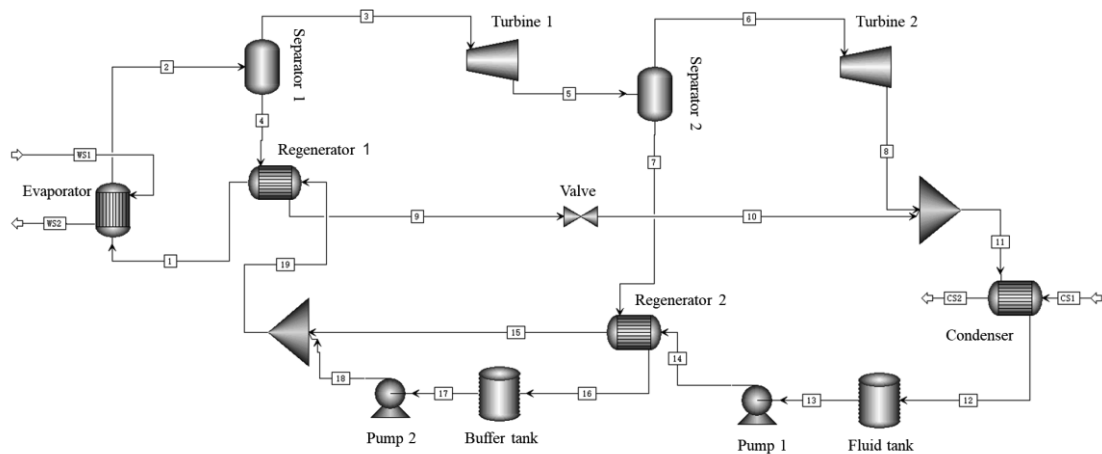 3
Turbine 1
6
Turbine 2
2
Separator 1
5
Separator 2
4
7
8
WS1
Regenerator 1
Evaporator
Valve
9
10
WS2
11
1
19
Regenerator 2
CS2
CS1
15
Condenser
14
18
17
16
13
12
Pump 2
Buffer tank
Pump 1
Fluid tank